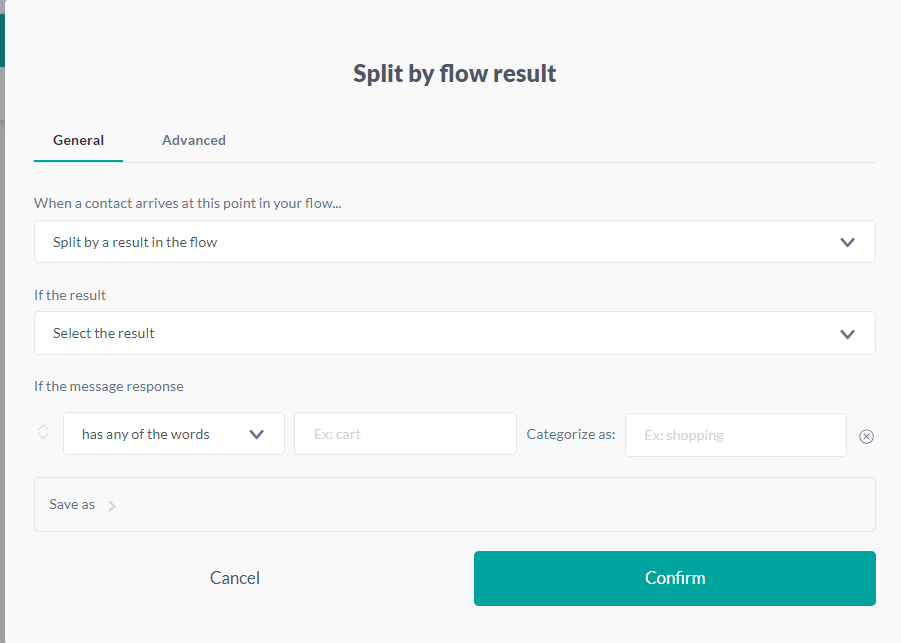 Split by flow result
General Advanced
When a contact arrives at this point in your flow...
Split by a result in the flow
If the result
Select the result
If the message response
has any of the words Ex: cart Categorize as: Ex: shopping
Save as
Cancel Confirm